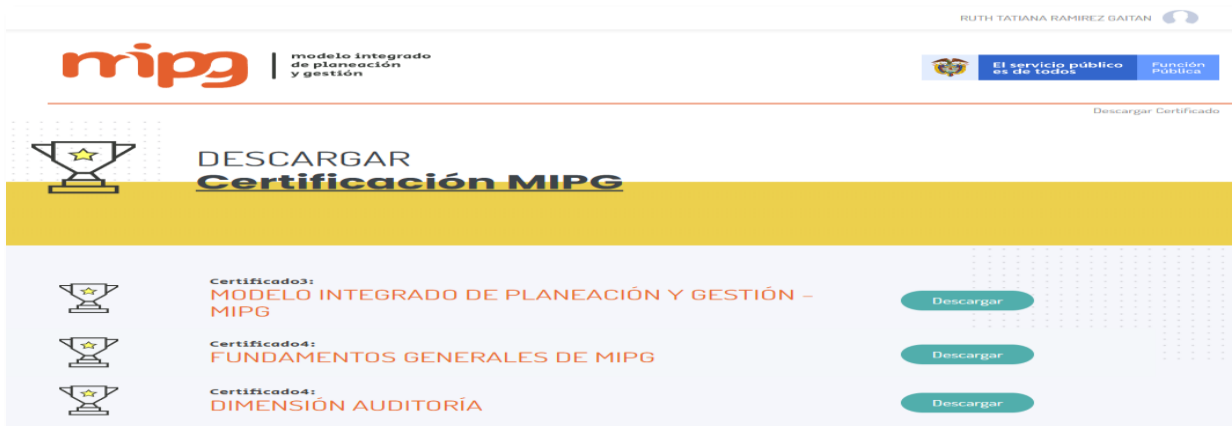 RUTH TATIANA RAMIREZ GAITAN
mipg
modelo integrado
de planeación
y gestión
El servicio público
es de todos
Función
Pública
Descargar Certificado
DESCARGAR
Certificación MIPG
Certificado3:
MODELO INTEGRADO DE PLANEACIÓN Y GESTIÓN –
MIPG
Descargar
Certificado4:
FUNDAMENTOS GENERALES DE MIPG
Descargar
Certificado4:
DIMENSIÓN AUDITORÍA
Descargar